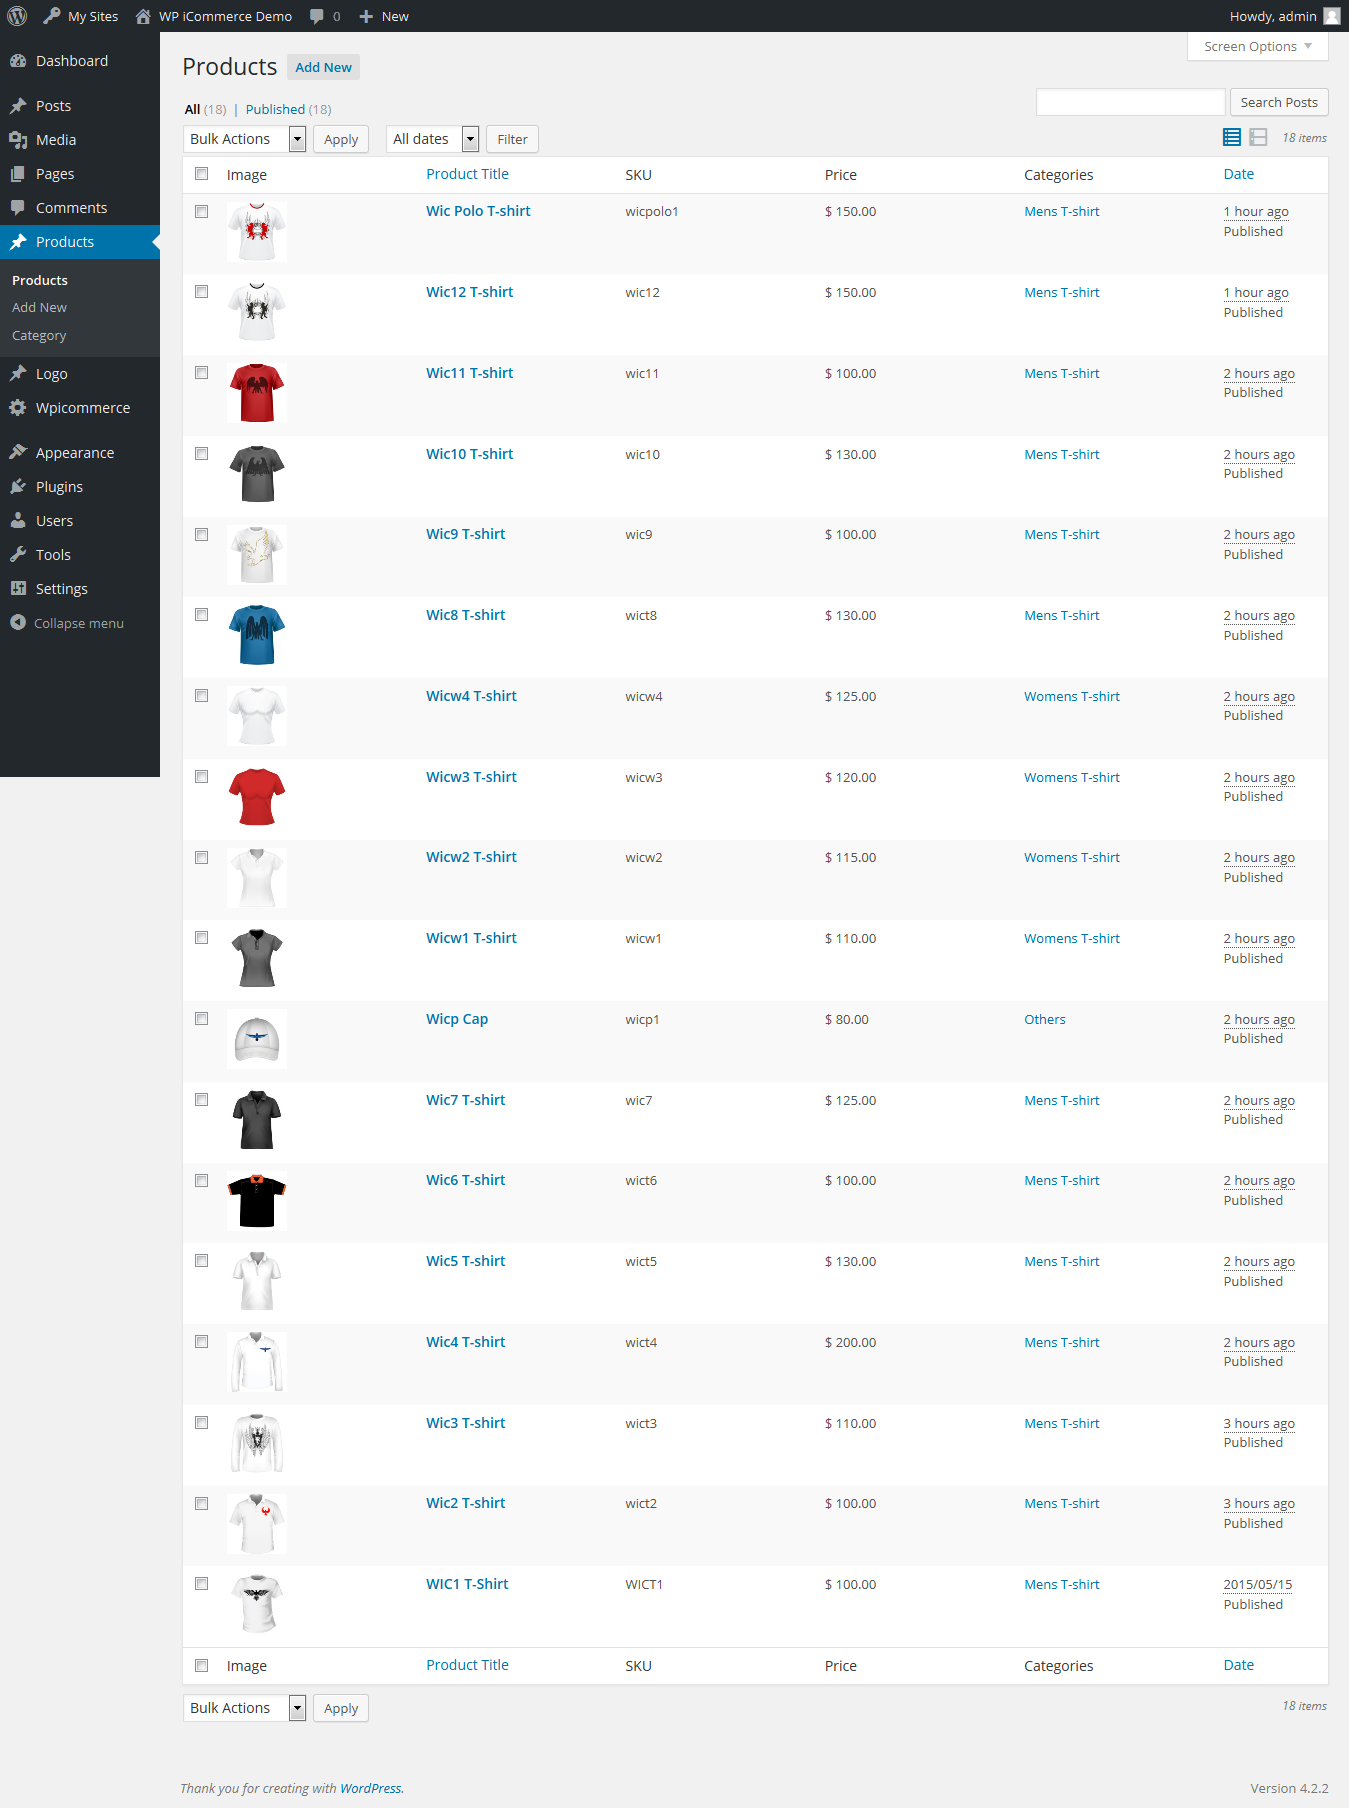 My Sites WP iCommerce Demo 0 New Howdy, admin
Screen Options
Dashboard
Posts
Media
Pages
Comments
Products
Products
Add New
Category
Logo
Wpicommerce
Appearance
Plugins
Users
Tools
Settings
Collapse menu
Products Add New
All (18) | Published (18)
Search Posts
Bulk Actions Apply All dates Filter 18 items
Image Product Title SKU Price Categories Date
Wic Polo T-shirt wicpolo1 $ 150.00 Mens T-shirt 1 hour ago
Published
Wic12 T-shirt wic12 $ 150.00 Mens T-shirt 1 hour ago
Published
Wic11 T-shirt wic11 $ 100.00 Mens T-shirt 2 hours ago
Published
Wic10 T-shirt wic10 $ 130.00 Mens T-shirt 2 hours ago
Published
Wic9 T-shirt wic9 $ 100.00 Mens T-shirt 2 hours ago
Published
Wic8 T-shirt wict8 $ 130.00 Mens T-shirt 2 hours ago
Published
Wicw4 T-shirt wicw4 $ 125.00 Womens T-shirt 2 hours ago
Published
Wicw3 T-shirt wicw3 $ 120.00 Womens T-shirt 2 hours ago
Published
Wicw2 T-shirt wicw2 $ 115.00 Womens T-shirt 2 hours ago
Published
Wicw1 T-shirt wicw1 $ 110.00 Womens T-shirt 2 hours ago
Published
Wicp Cap wicp1 $ 80.00 Others 2 hours ago
Published
Wic7 T-shirt wic7 $ 125.00 Mens T-shirt 2 hours ago
Published
Wic6 T-shirt wict6 $ 100.00 Mens T-shirt 2 hours ago
Published
Wic5 T-shirt wict5 $ 130.00 Mens T-shirt 2 hours ago
Published
Wic4 T-shirt wict4 $ 200.00 Mens T-shirt 2 hours ago
Published
Wic3 T-shirt wict3 $ 110.00 Mens T-shirt 3 hours ago
Published
Wic2 T-shirt wict2 $ 100.00 Mens T-shirt 3 hours ago
Published
WIC1 T-Shirt WICT1 $ 100.00 Mens T-shirt 2015/05/15
Published
Image Product Title SKU Price Categories Date
Bulk Actions Apply 18 items
Thank you for creating with WordPress. Version 4.2.2